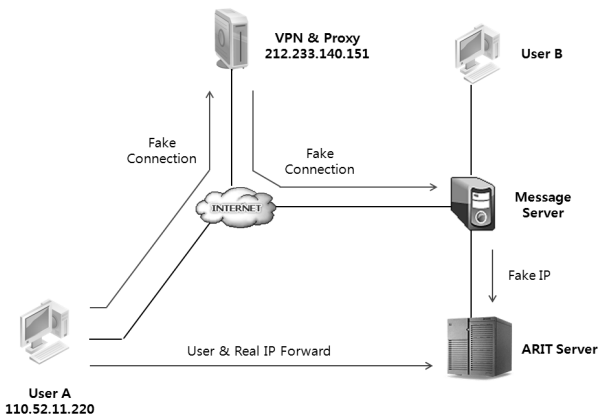 VPN & Proxy
212.233.140.151
User B
Fake
Connection
Fake
Connection
INTERNET
Message
Server
Fake IP
User & Real IP Forward
ARIT Server
User A
110.52.11.220